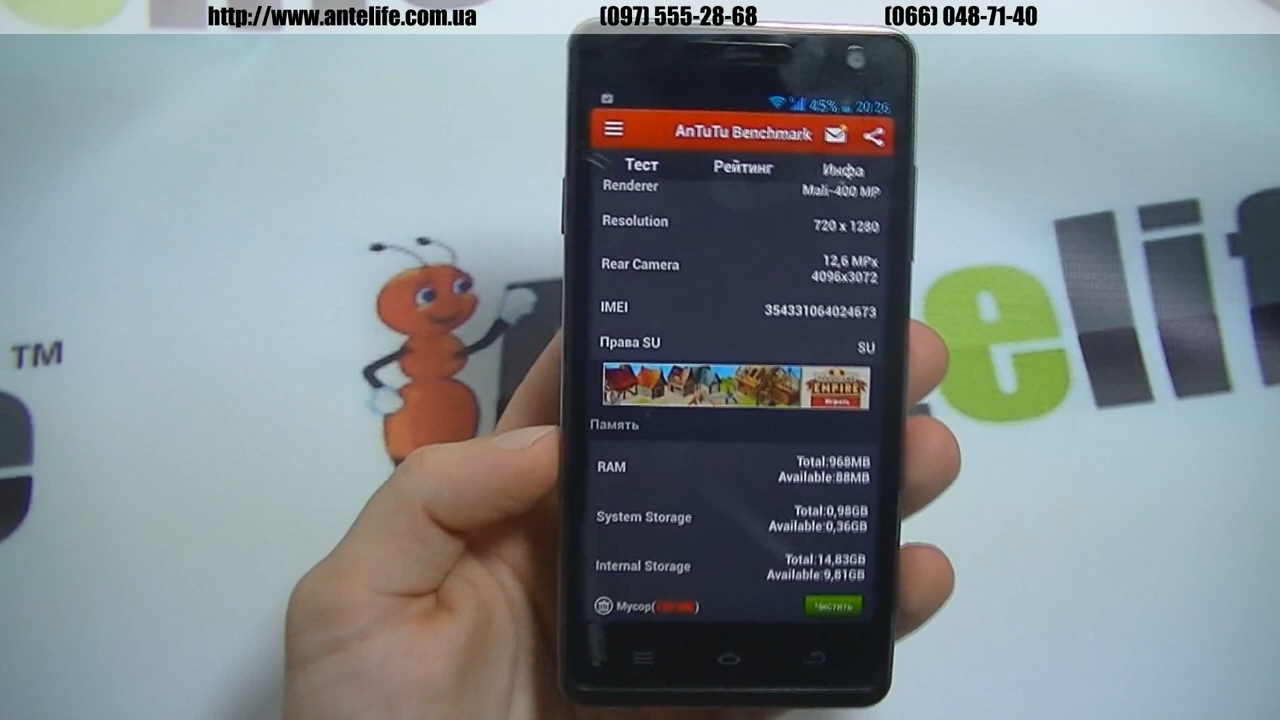 http://www.antelife.com.ua (097) 555-28-68 (066) 048-71-40
45% 20:26
AnTuTu Benchmark
Тест Рейтинг Инфа
Renderer Mali-400 MP
Resolution 720 x 1280
Rear Camera 12,6 MPx
4096x3072
IMEI 354331064024673
Права SU SU
EMPIRE
Играть
Память
RAM Total:968MB
Available:88MB
System Storage Total:0,98GB
Available:0,36GB
Internal Storage Total:14,83GB
Available:9,81GB
Мусор( ) Чистить
TM
e
elif